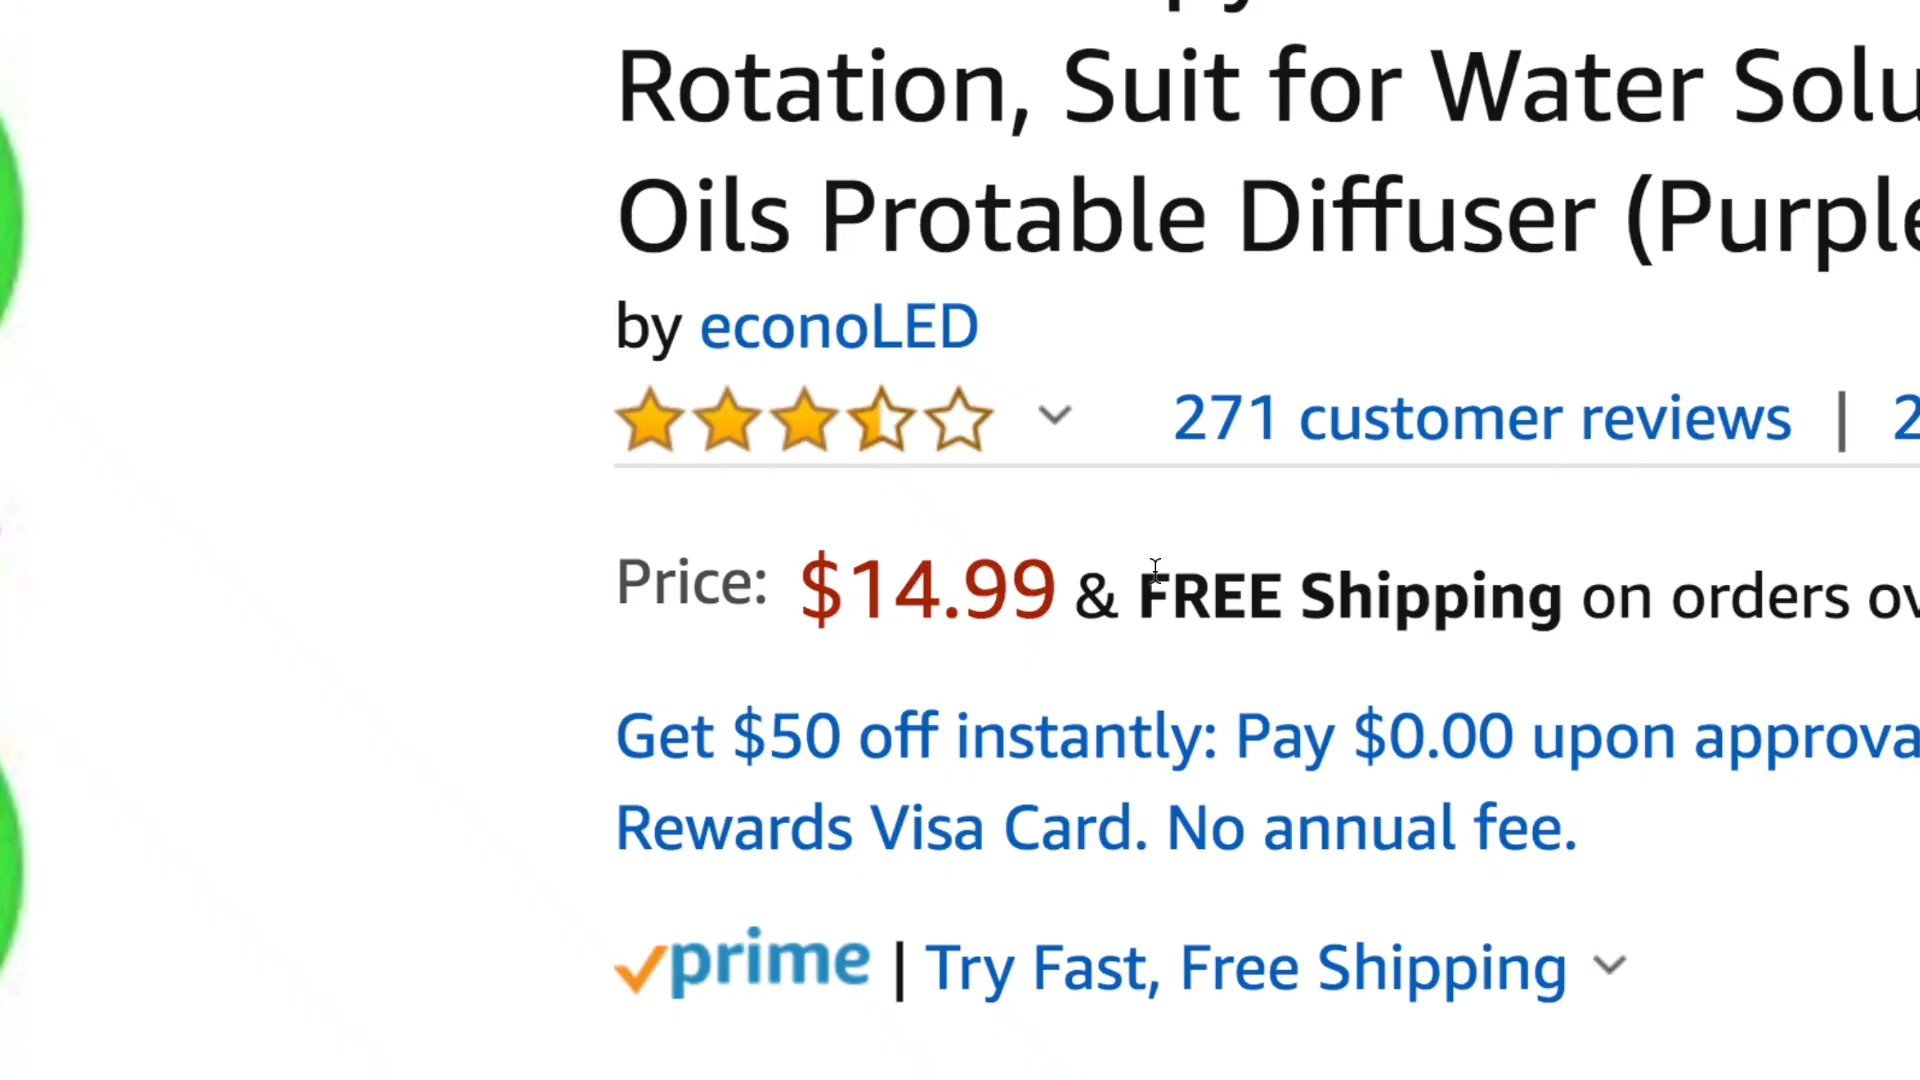 Rotation, Suit for Water Solu
Oils Protable Diffuser (Purple
by econoLED
271 customer reviews | 2
Price: $14.99 & FREE Shipping on orders ov
Get $50 off instantly: Pay $0.00 upon approva
Rewards Visa Card. No annual fee.
prime | Try Fast, Free Shipping